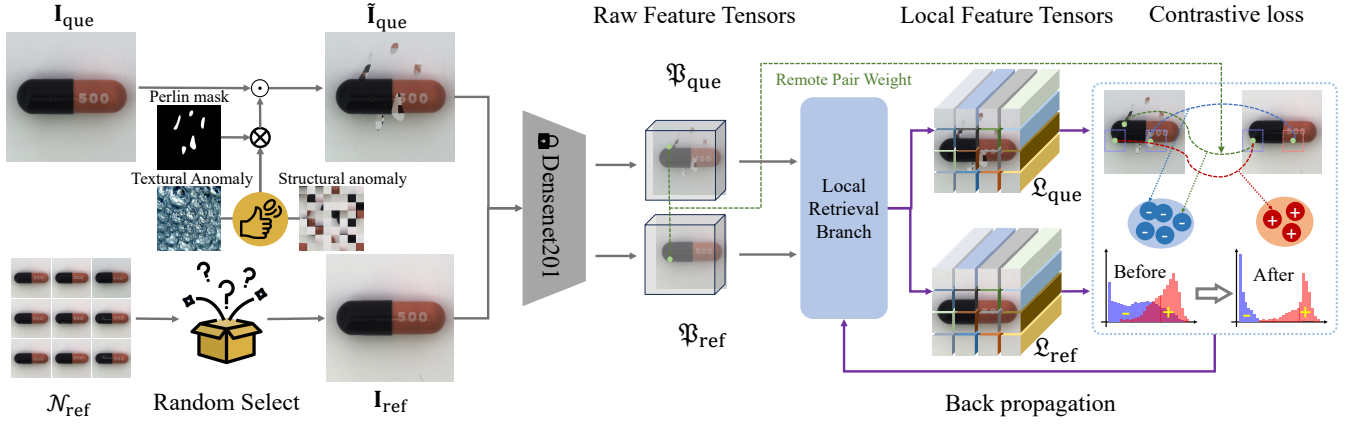 I_que
Ĩ_que
Raw Feature Tensors
Local Feature Tensors
Contrastive loss
500
Perlin mask
500
𝔓_que
Remote Pair Weight
Textural Anomaly
Structural anomaly
Densenet201
Local
Retrieval
Branch
𝔏_que
500
500
𝔓_ref
𝔏_ref
Before
After
-
+
-
+
𝒩_ref
Random Select
I_ref
Back propagation